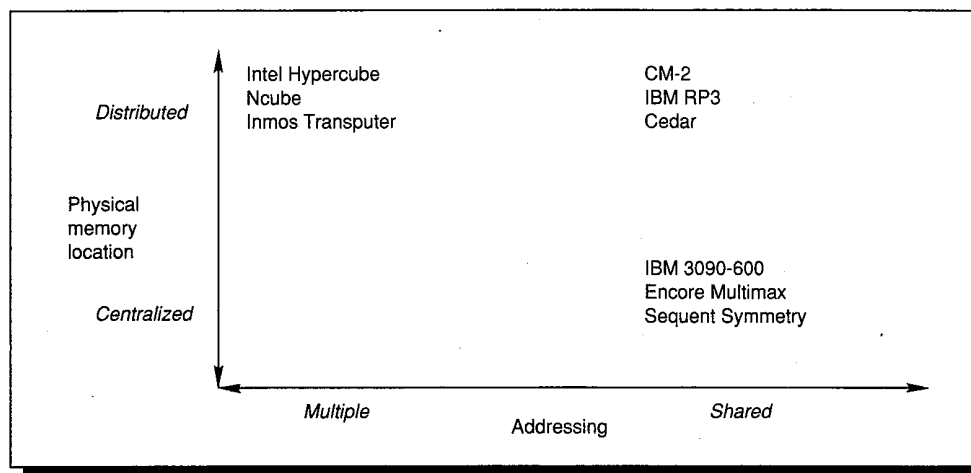 Intel Hypercube
Ncube
Inmos Transputer
CM-2
IBM RP3
Cedar
Distributed
Physical
memory
location
IBM 3090-600
Encore Multimax
Sequent Symmetry
Centralized
Multiple
Shared
Addressing